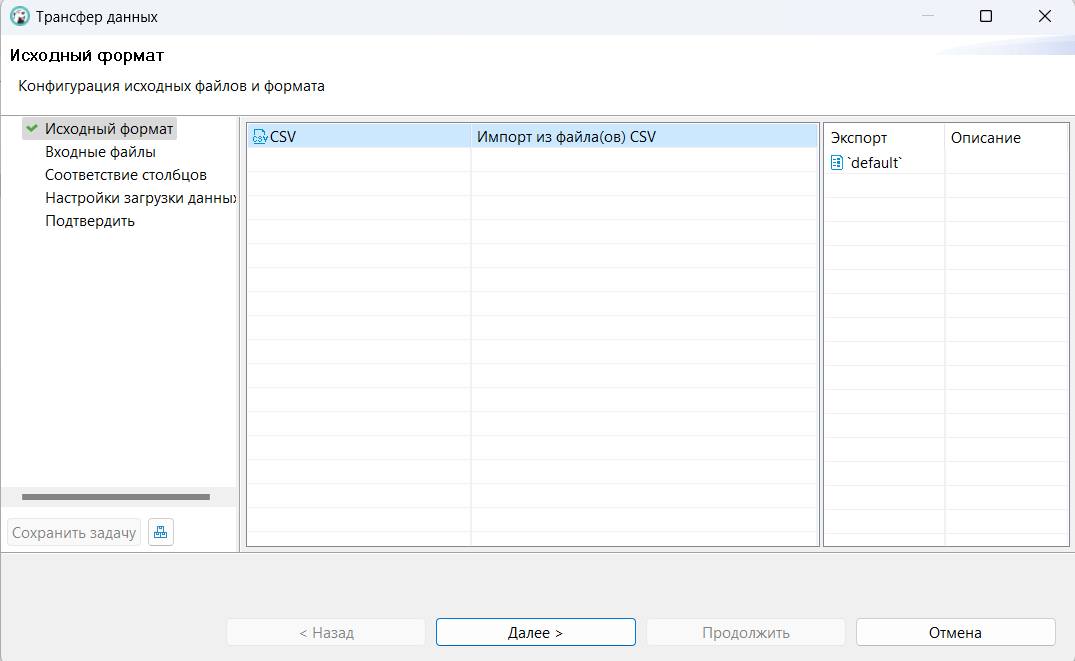 Трансфер данных
Исходный формат
Конфигурация исходных файлов и формата
Исходный формат
Входные файлы
Соответствие столбцов
Настройки загрузки данных
Подтвердить
Сохранить задачу
CSV Импорт из файла(ов) CSV
Экспорт Описание
`default`
< Назад Далее > Продолжить Отмена